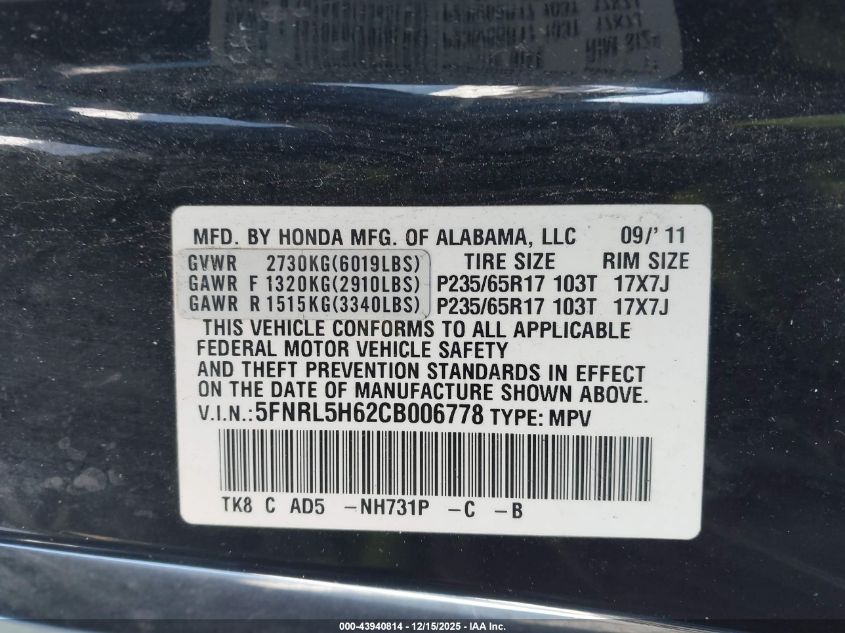 MFD. BY HONDA MFG. OF ALABAMA, LLC 09/' 11
GVWR 2730KG(6019LBS) TIRE SIZE RIM SIZE
GAWR F 1320KG(2910LBS) P235/65R17 103T 17X7J
GAWR R 1515KG(3340LBS) P235/65R17 103T 17X7J
THIS VEHICLE CONFORMS TO ALL APPLICABLE
FEDERAL MOTOR VEHICLE SAFETY
AND THEFT PREVENTION STANDARDS IN EFFECT
ON THE DATE OF MANUFACTURE SHOWN ABOVE.
V.I.N.: 5FNRL5H62CB006778 TYPE: MPV
TK8 C AD5 -NH731P -C -B
000-43940814 - 12/15/2025 - IAA Inc.